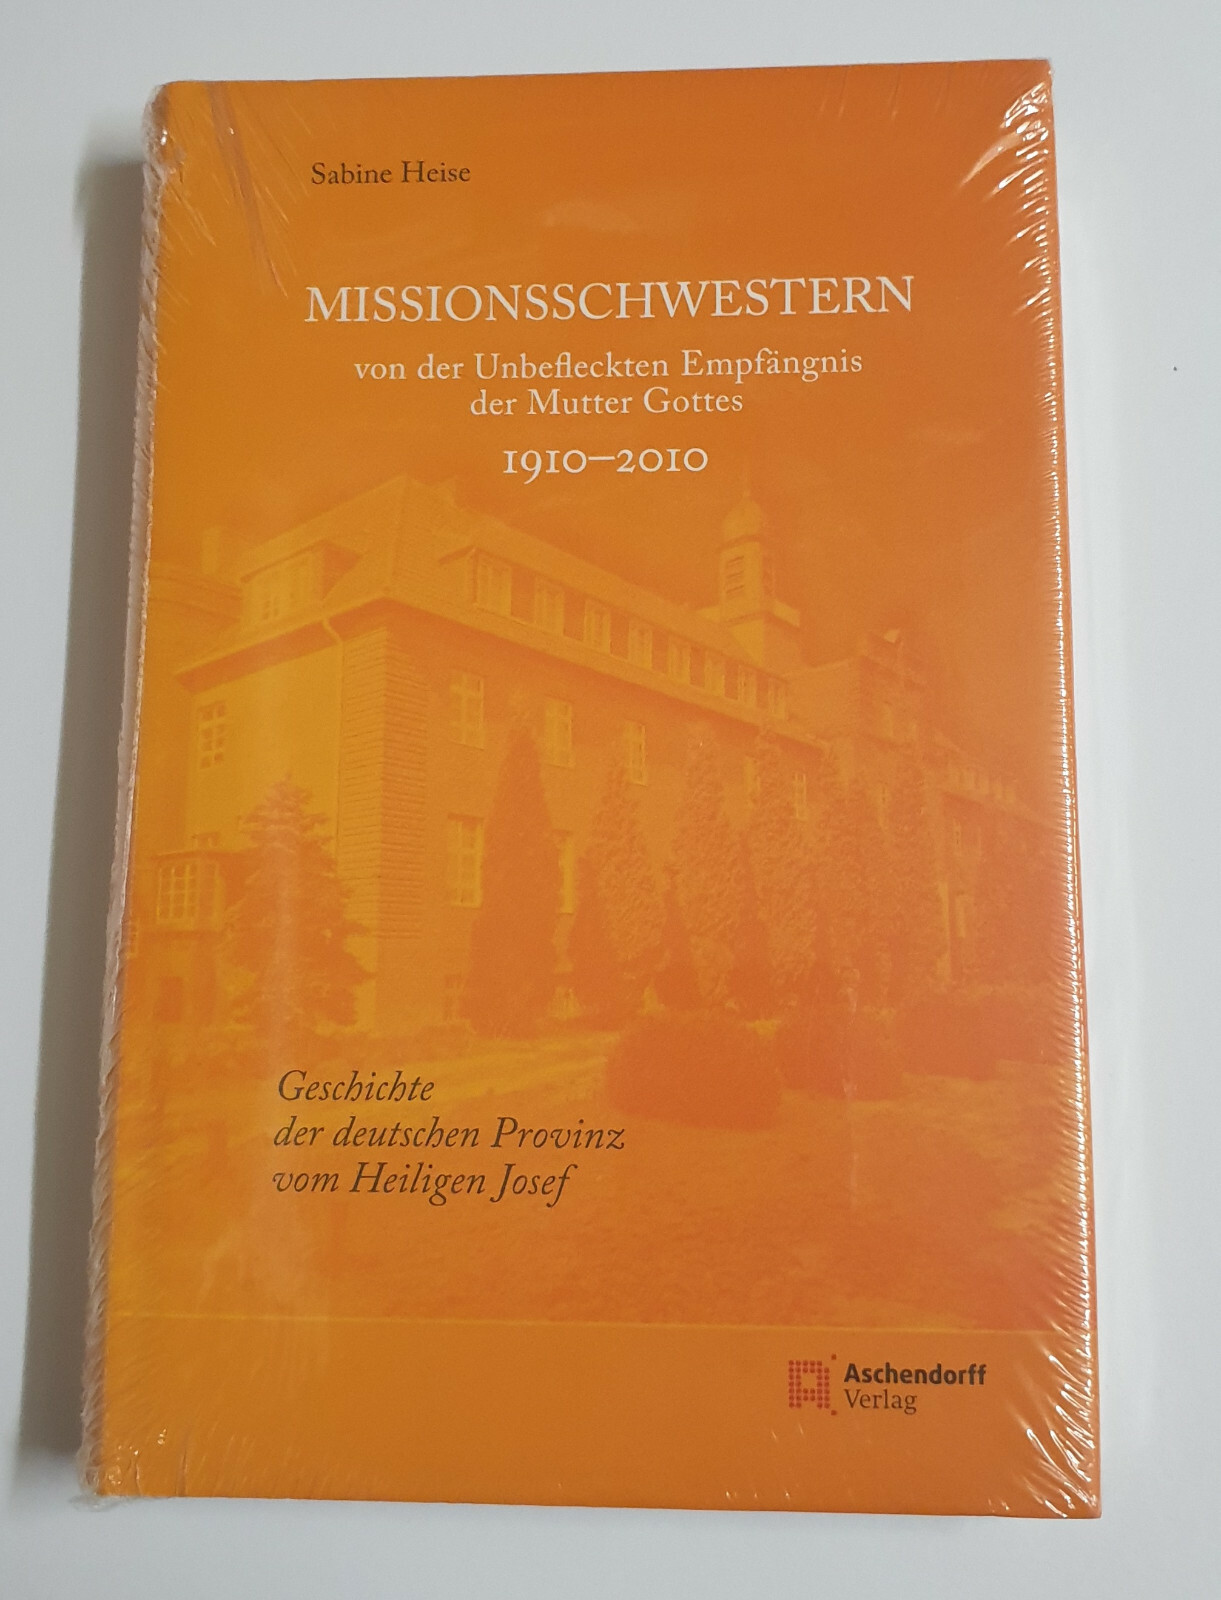 Sabine Heise
MISSIONSSCHWESTERN
von der Unbefleckten Empfängnis
der Mutter Gottes
1910–2010
Geschichte
der deutschen Provinz
vom Heiligen Josef
Aschendorff
Verlag